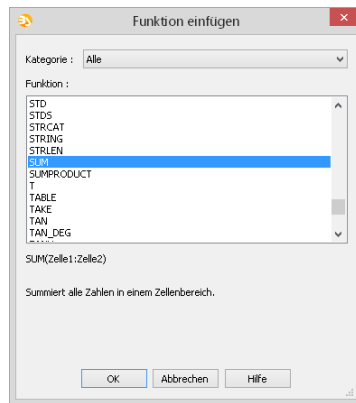 Funktion einfügen
Kategorie : Alle
Funktion :
STD
STDS
STRCAT
STRING
STRLEN
SUM
SUMPRODUCT
T
TABLE
TAKE
TAN
TAN_DEG
SUM(Zelle1:Zelle2)
Summiert alle Zahlen in einem Zellenbereich.
OK Abbrechen Hilfe